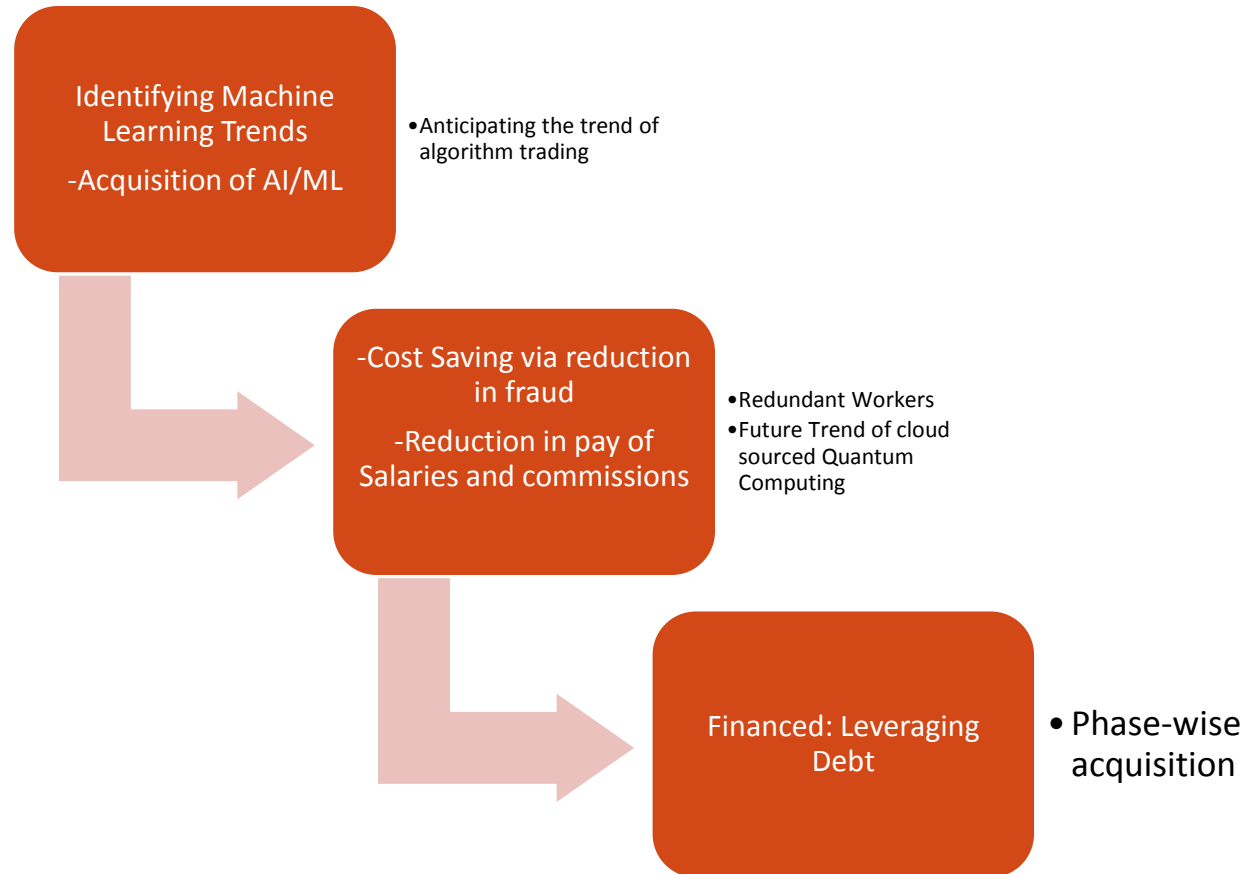 Identifying Machine
Learning Trends
-Acquisition of AI/ML
•Anticipating the trend of
algorithm trading
-Cost Saving via reduction
in fraud
-Reduction in pay of
Salaries and commissions
•Redundant Workers
•Future Trend of cloud
sourced Quantum
Computing
Financed: Leveraging
Debt
•Phase-wise
acquisition